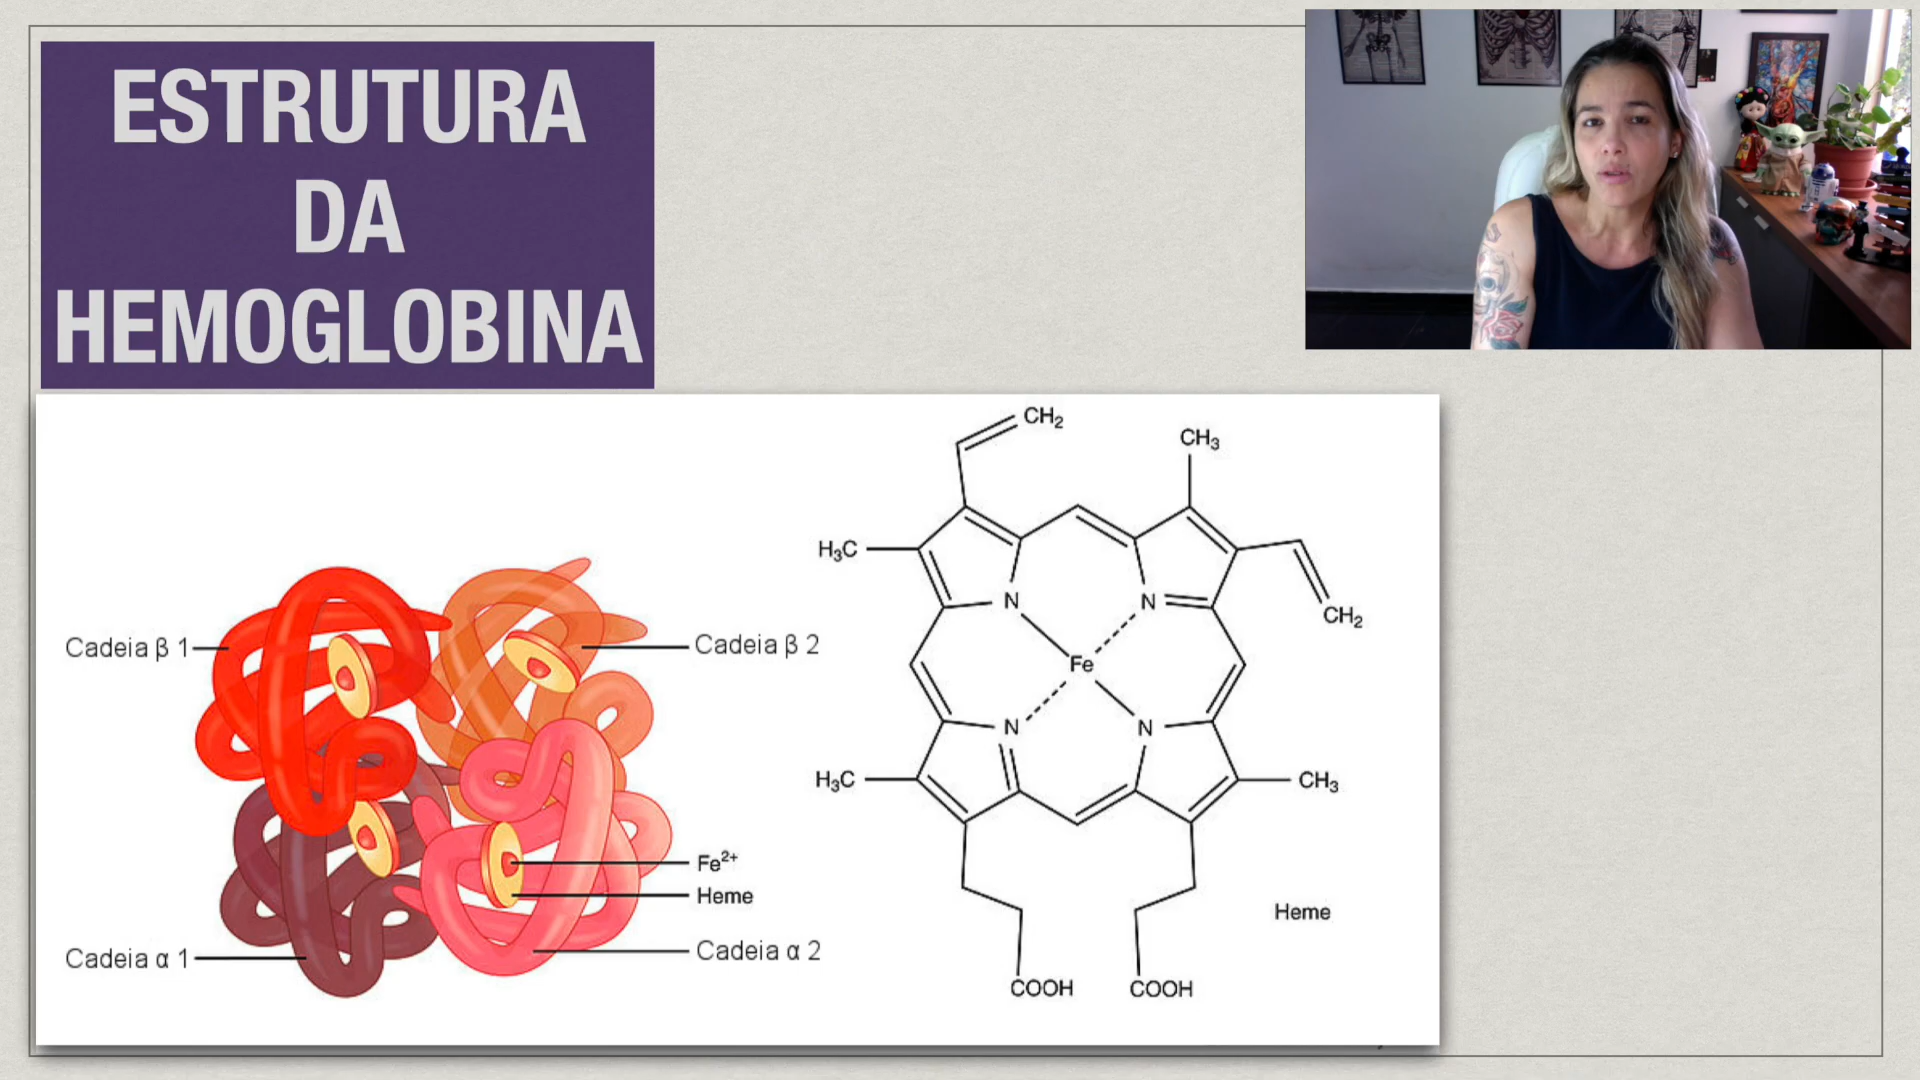 ESTRUTURA
DA
HEMOGLOBINA
Cadeia β 1
Cadeia β 2
Fe²⁺
Heme
Cadeia α 1
Cadeia α 2
CH₂
CH₃
H₃C
N
N
CH₂
Fe
N
N
H₃C
CH₃
Heme
COOH
COOH